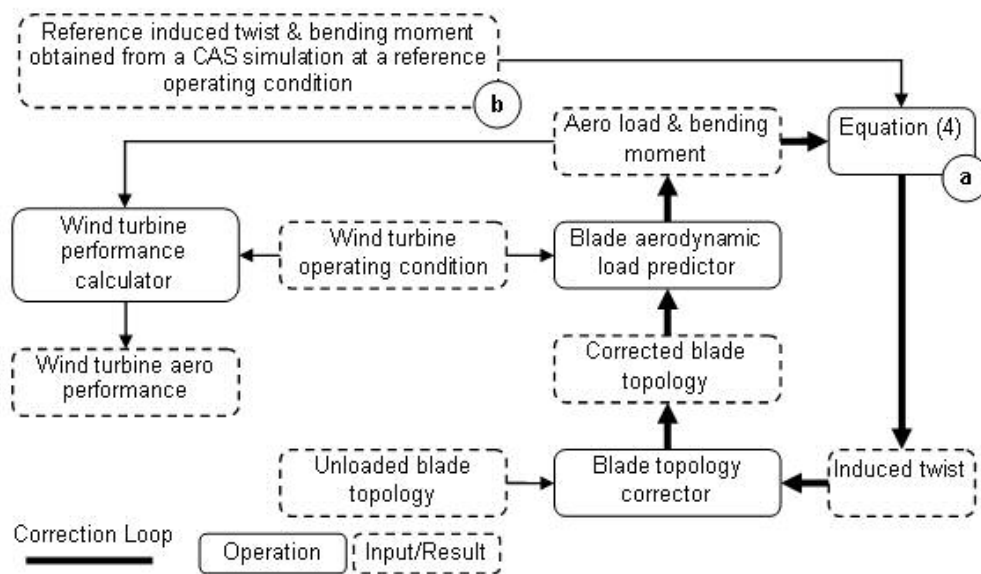 Reference induced twist & bending moment
obtained from a CAS simulation at a reference
operating condition
b
Aero load & bending
moment
Equation (4)
a
Wind turbine
performance
calculator
Wind turbine
operating condition
Blade aerodynamic
load predictor
Wind turbine aero
performance
Corrected blade
topology
Unloaded blade
topology
Blade topology
corrector
Induced twist
Correction Loop
Operation
Input/Result